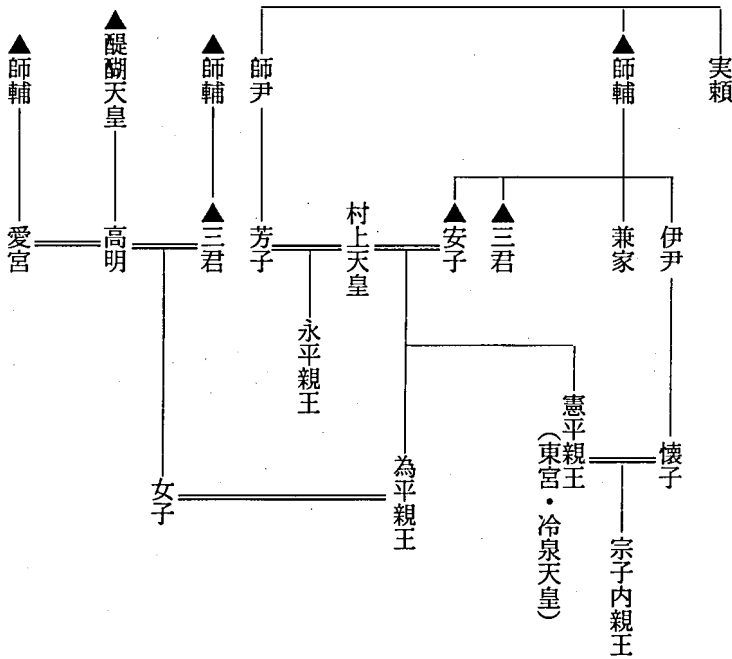 実頼
▲師輔
師尹
▲師輔
▲醍醐天皇
▲師輔
伊尹
兼家
▲三君
▲安子
村上天皇
芳子
▲三君
高明
愛宮
永平親王
懐子
憲平親王
(東宮・冷泉天皇)
為平親王
女子
宗子内親王